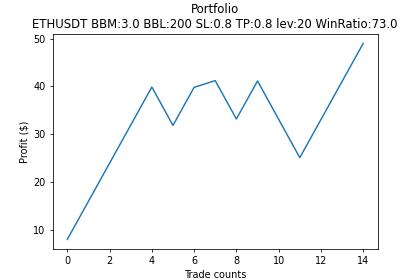 Portfolio
ETHUSDT BBM:3.0 BBL:200 SL:0.8 TP:0.8 lev:20 WinRatio:73.0
50
40
30
20
10
Profit ($)
0 2 4 6 8 10 12 14
Trade counts